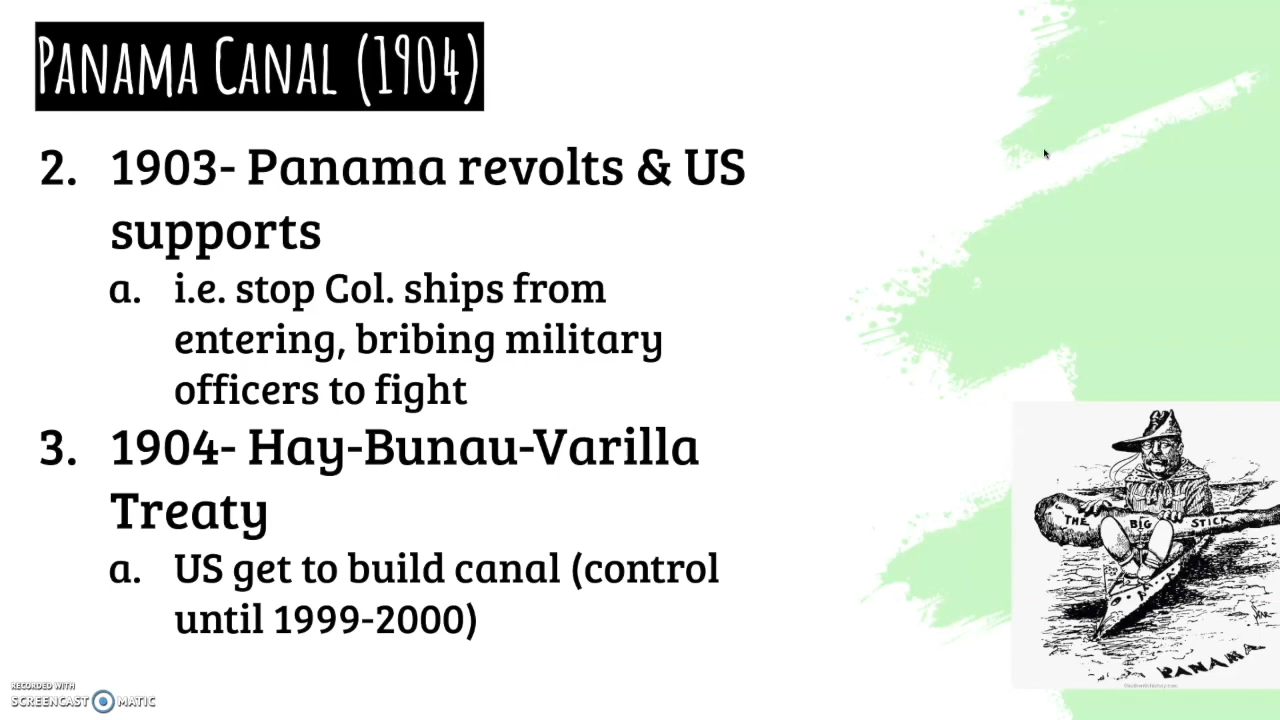 PANAMA CANAL (1904)
2. 1903- Panama revolts & US
supports
a. i.e. stop Col. ships from
entering, bribing military
officers to fight
3. 1904- Hay-Bunau-Varilla
Treaty
a. US get to build canal (control
until 1999-2000)
THE BIG STICK
PANAMA
RECORDED WITH
SCREENCAST MATIC